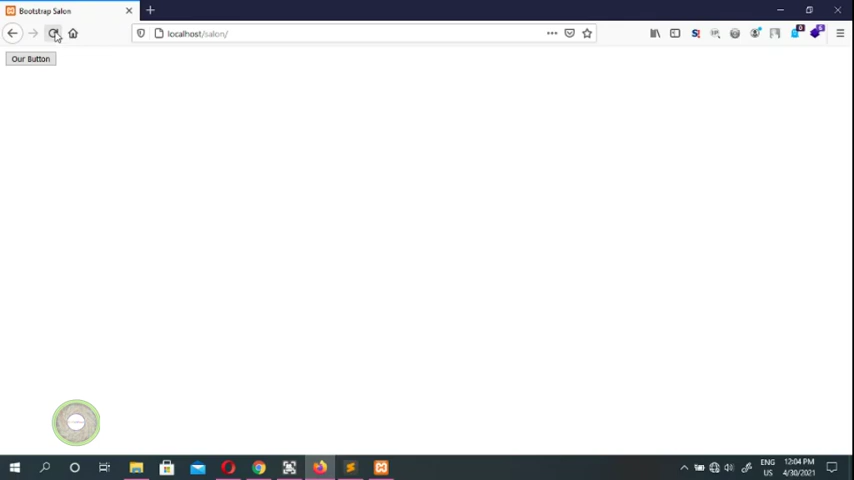 Bootstrap Salon
localhost/salon/
Our Button
ENG
US
12:04 PM
4/30/2021